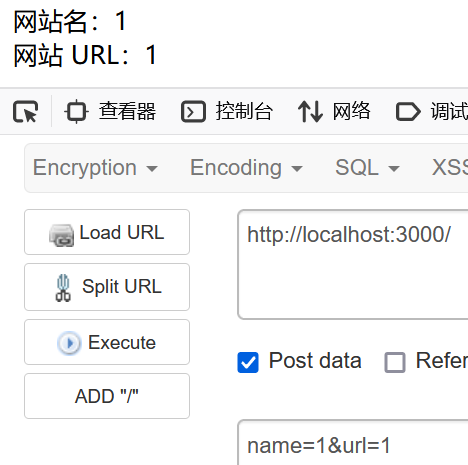 网站名：1
网站 URL：1
查看器 控制台 网络 调试
Encryption Encoding SQL XSS
Load URL
http://localhost:3000/
Split URL
Execute
Post data Refer
ADD "/"
name=1&url=1